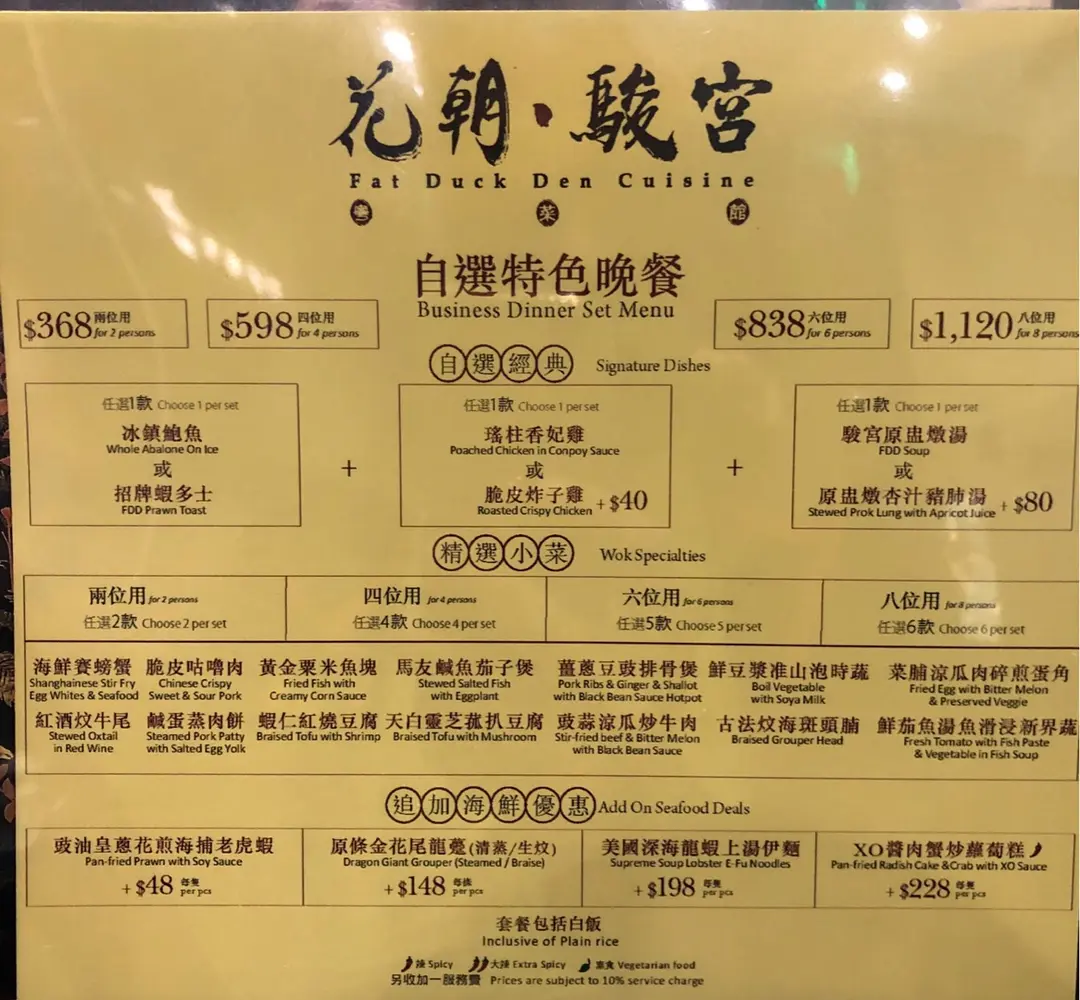 花朝·駿宮
Fat Duck Den Cuisine
粵 菜 館
自選特色晚餐
Business Dinner Set Menu
$368 兩位用 for 2 persons
$598 四位用 for 4 persons
$838 六位用 for 6 persons
$1,120 八位用 for 8 persons
自選經典 Signature Dishes
任選1款 Choose 1 per set
冰鎮鮑魚
Whole Abalone On Ice
或
招牌蝦多士
FDD Prawn Toast
+
任選1款 Choose 1 per set
瑤柱香妃雞
Poached Chicken in Conpoy Sauce
或
脆皮炸子雞 + $40
Roasted Crispy Chicken
+
任選1款 Choose 1 per set
駿宮原盅燉湯
FDD Soup
或
原盅燉杏汁豬肺湯 + $80
Stewed Prok Lung with Apricot Juice
精選小菜 Wok Specialties
兩位用 for 2 persons
任選2款 Choose 2 per set
四位用 for 4 persons
任選4款 Choose 4 per set
六位用 for 6 persons
任選5款 Choose 5 per set
八位用 for 8 persons
任選6款 Choose 6 per set
海鮮賽螃蟹
Shanghainese Stir Fry
Egg Whites & Seafood
脆皮咕嚕肉
Chinese Crispy
Sweet & Sour Pork
黃金粟米魚塊
Fried Fish with
Creamy Corn Sauce
馬友鹹魚茄子煲
Stewed Salted Fish
with Eggplant
薑蔥豆豉排骨煲
Pork Ribs & Ginger & Shallot
with Black Bean Sauce Hotpot
鮮豆漿准山泡時蔬
Boil Vegetable
with Soya Milk
菜脯涼瓜肉碎煎蛋角
Fried Egg with Bitter Melon
& Preserved Veggie
紅酒炆牛尾
Stewed Oxtail
in Red Wine
鹹蛋蒸肉餅
Steamed Pork Patty
with Salted Egg Yolk
蝦仁紅燒豆腐
Braised Tofu with Shrimp
天白靈芝菰扒豆腐
Braised Tofu with Mushroom
豉蒜涼瓜炒牛肉
Stir-fried beef & Bitter Melon
with Black Bean Sauce
古法炆海斑頭腩
Braised Grouper Head
鮮茄魚湯魚滑浸新界蔬
Fresh Tomato with Fish Paste
& Vegetable in Fish Soup
追加海鮮優惠 Add On Seafood Deals
豉油皇蔥花煎海捕老虎蝦
Pan-fried Prawn with Soy Sauce
+ $48 每隻 per pcs
原條金花尾龍躉(清蒸/生炆)
Dragon Giant Grouper (Steamed / Braise)
+ $148 每條 per pcs
美國深海龍蝦上湯伊麵
Supreme Soup Lobster E-Fu Noodles
+ $198 每隻 per pcs
XO醬肉蟹炒蘿蔔糕
Pan-fried Radish Cake & Crab with XO Sauce
+ $228 每隻 per pcs
套餐包括白飯
Inclusive of Plain rice
辣 Spicy 大辣 Extra Spicy 素食 Vegetarian food
另收加一服務費 Prices are subject to 10% service charge